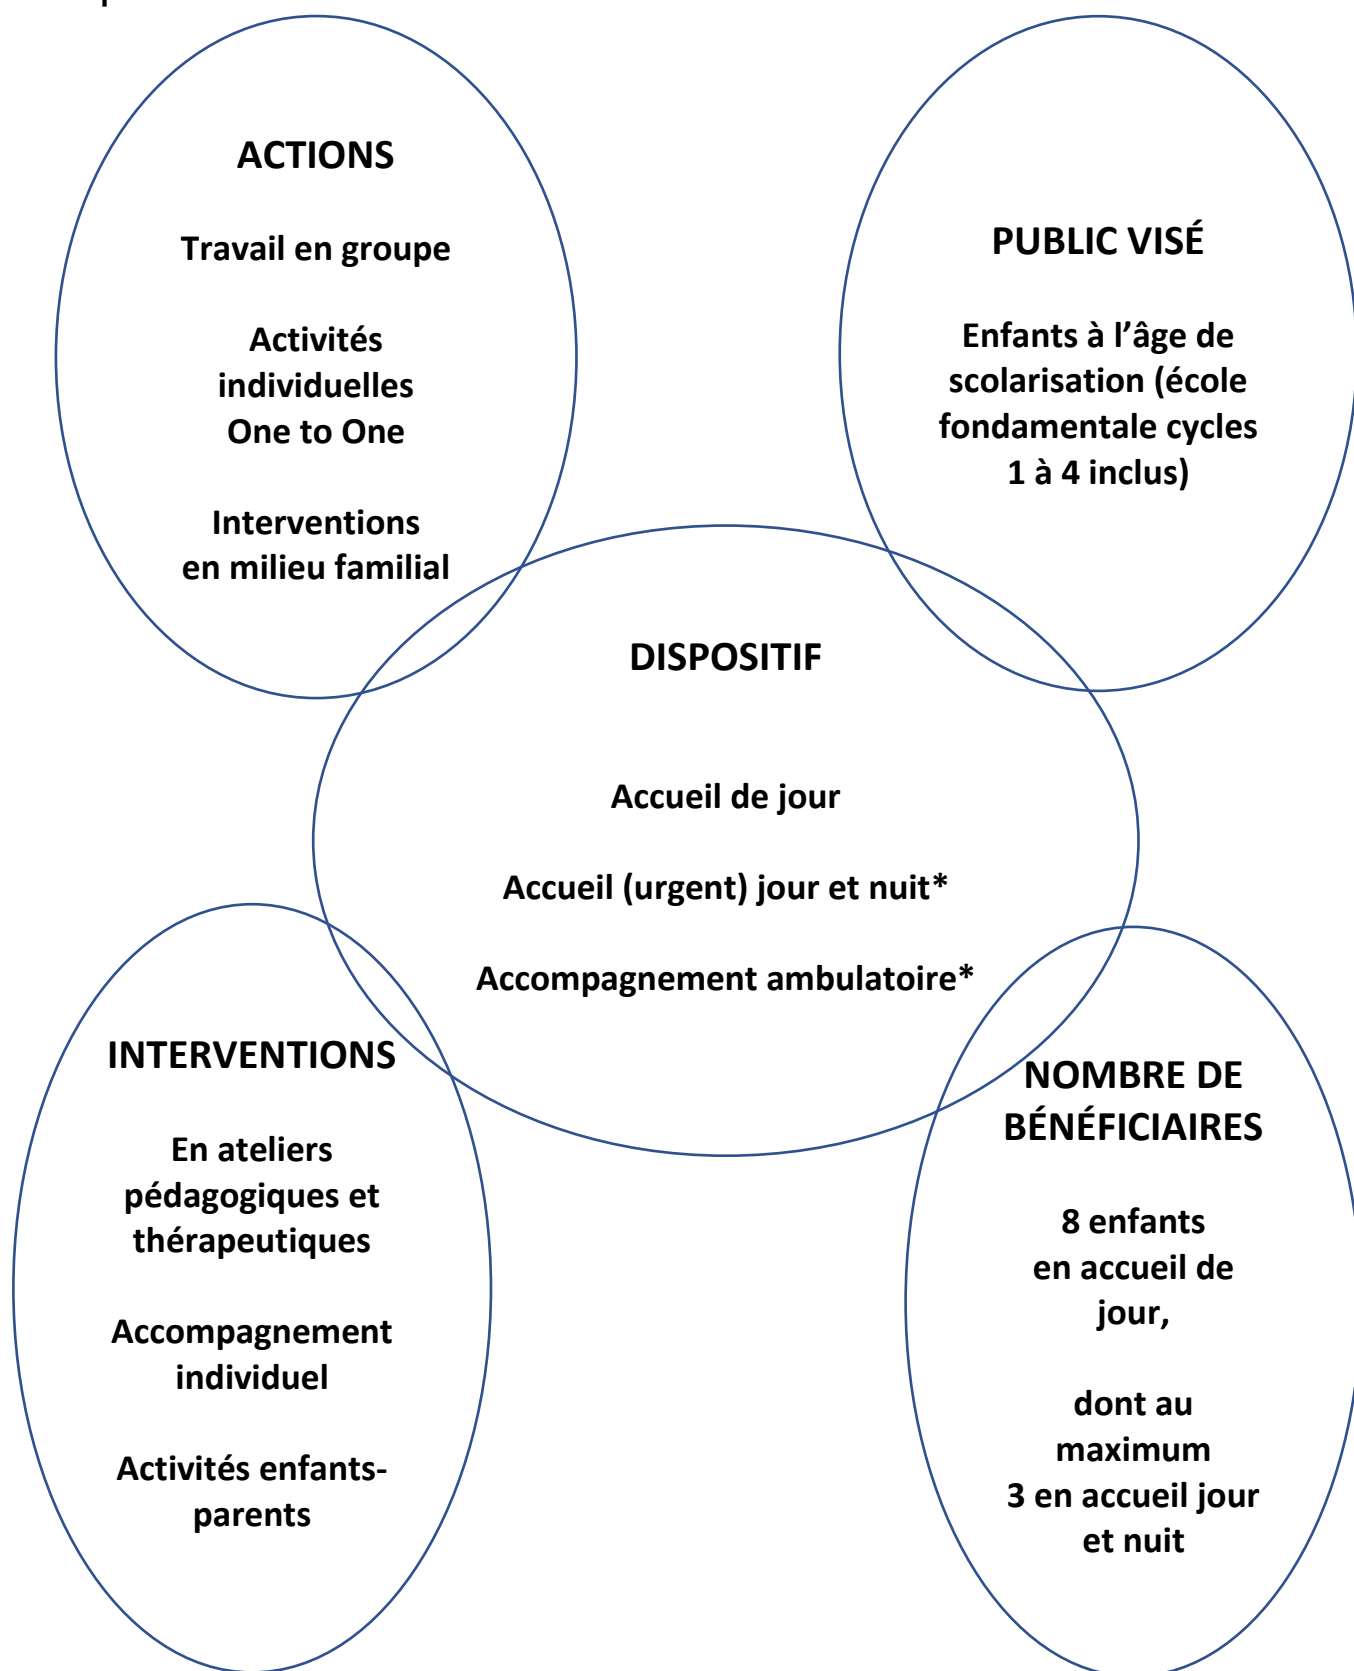 ACTIONS
Travail en groupe
Activités
individuelles
One to One
Interventions
en milieu familial
PUBLIC VISÉ
Enfants à l’âge de
scolarisation (école
fondamentale cycles
1 à 4 inclus)
DISPOSITIF
Accueil de jour
Accueil (urgent) jour et nuit*
Accompagnement ambulatoire*
INTERVENTIONS
En ateliers
pédagogiques et
thérapeutiques
Accompagnement
individuel
Activités enfants-
parents
NOMBRE DE
BÉNÉFICIAIRES
8 enfants
en accueil de
jour,
dont au
maximum
3 en accueil jour
et nuit